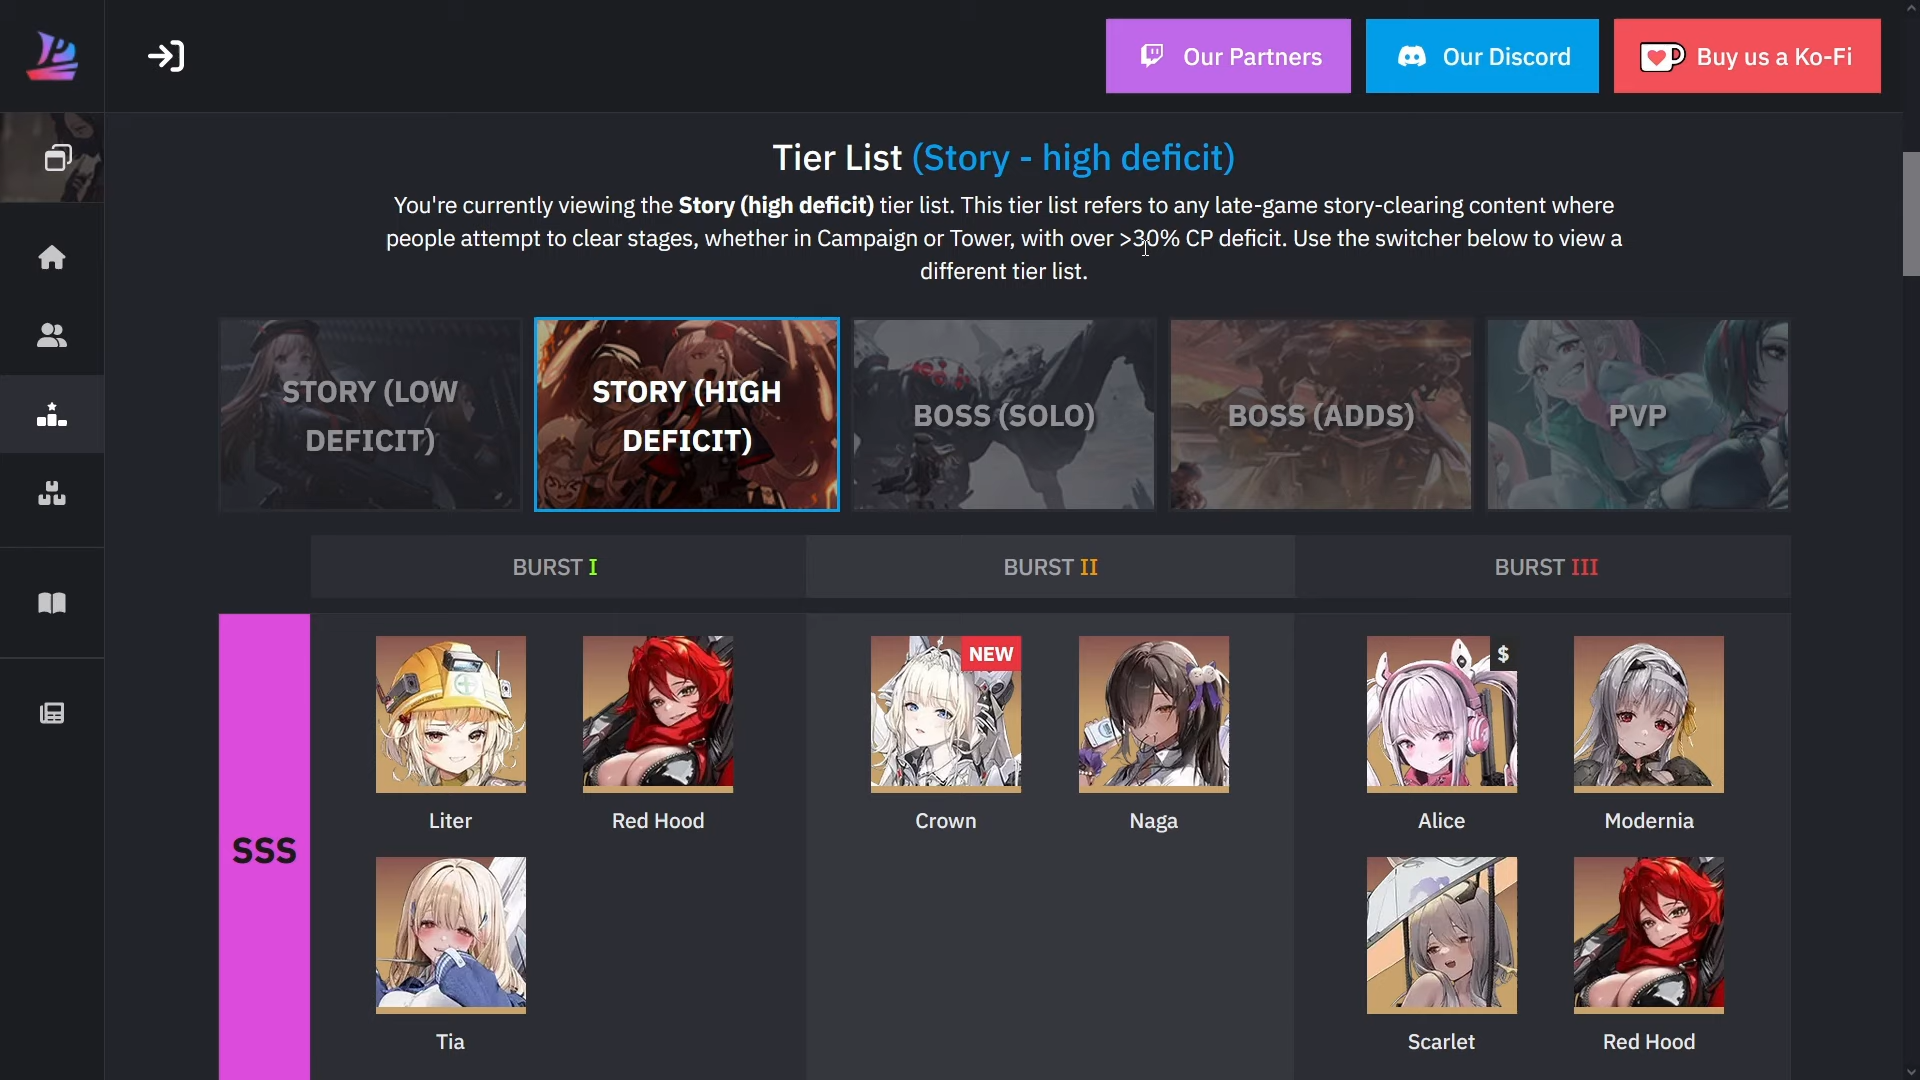 Our Partners
Our Discord
Buy us a Ko-Fi
Tier List (Story - high deficit)
You're currently viewing the Story (high deficit) tier list. This tier list refers to any late-game story-clearing content where
people attempt to clear stages, whether in Campaign or Tower, with over >30% CP deficit. Use the switcher below to view a
different tier list.
STORY (LOW
DEFICIT)
STORY (HIGH
DEFICIT)
BOSS (SOLO)
BOSS (ADDS)
PVP
BURST I
BURST II
BURST III
SSS
NEW
$
Liter
Red Hood
Crown
Naga
Alice
Modernia
Tia
Scarlet
Red Hood